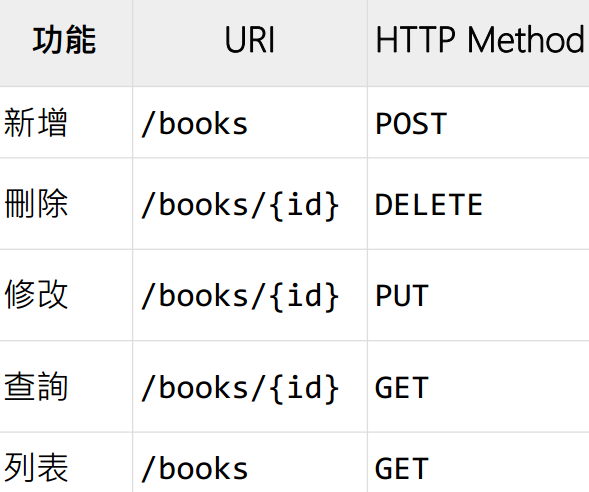 功能 URI HTTP Method
新增 /books POST
刪除 /books/{id} DELETE
修改 /books/{id} PUT
查詢 /books/{id} GET
列表 /books GET